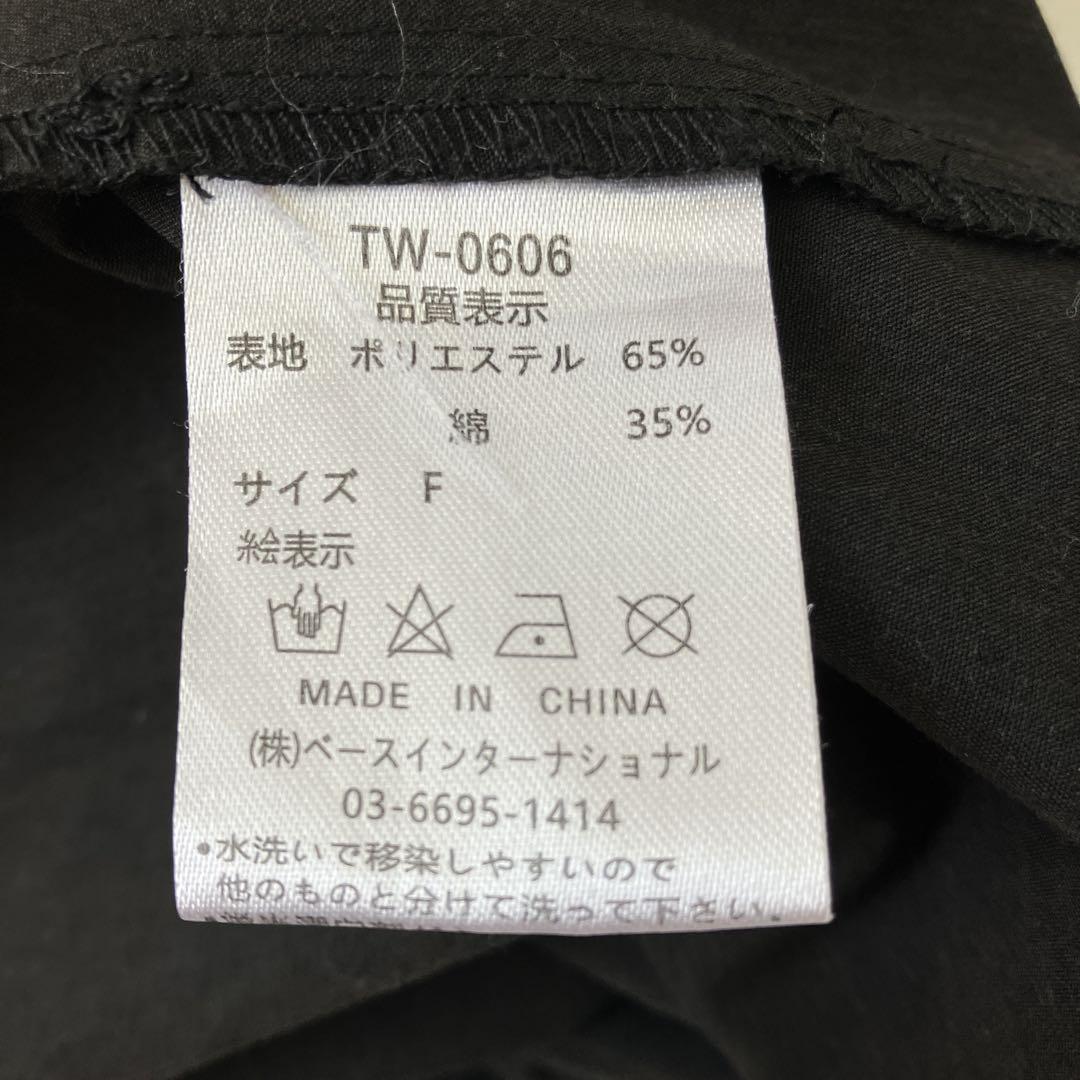 TW-0606
品質表示
表地 ポリエステル 65%
綿 35%
サイズ F
絵表示
MADE IN CHINA
(株)ベースインターナショナル
03-6695-1414
•水洗いで移染しやすいので
他のものと分けて洗って下さい.